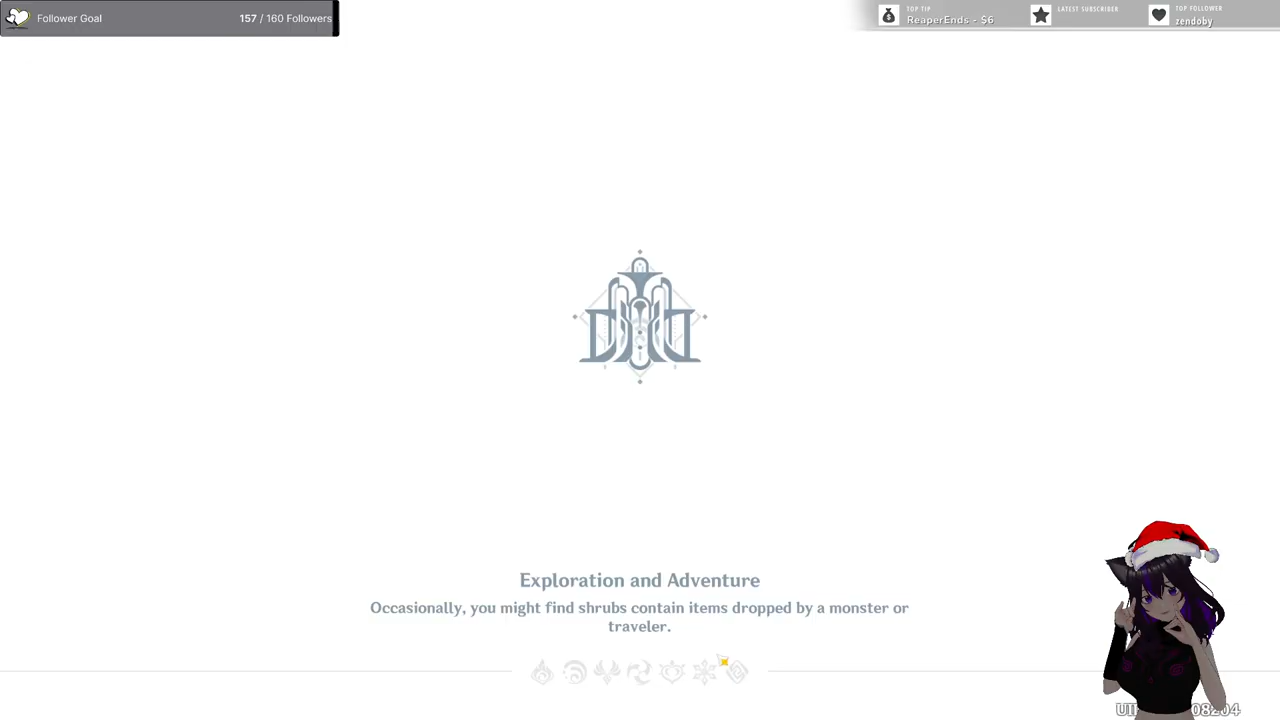 Follower Goal 157 / 160 Followers
TOP TIP
ReaperEnds - $6
LATEST SUBSCRIBER
TOP FOLLOWER
zendoby
Exploration and Adventure
Occasionally, you might find shrubs contain items dropped by a monster or
traveler.